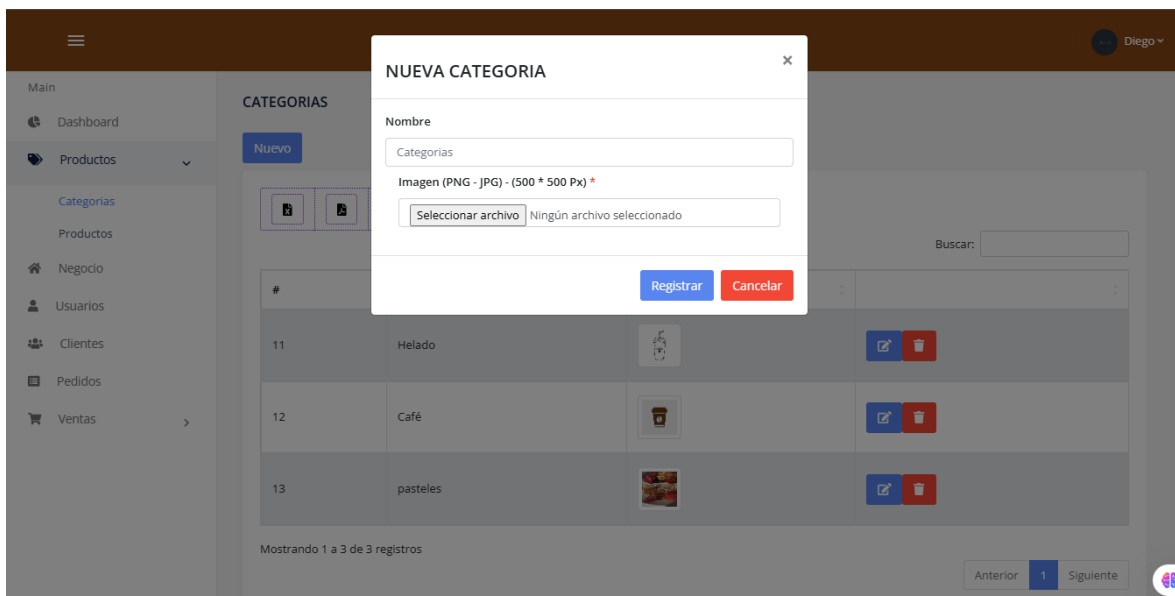 Diego
Main
Dashboard
Productos
Categorias
Productos
Negocio
Usuarios
Clientes
Pedidos
Ventas
CATEGORIAS
Nuevo
NUEVA CATEGORIA
×
Nombre
Categorias
Imagen (PNG - JPG) - (500 * 500 Px) *
Seleccionar archivo Ningún archivo seleccionado
Registrar Cancelar
Buscar:
#
11 Helado
12 Café
13 pasteles
Mostrando 1 a 3 de 3 registros
Anterior 1 Siguiente